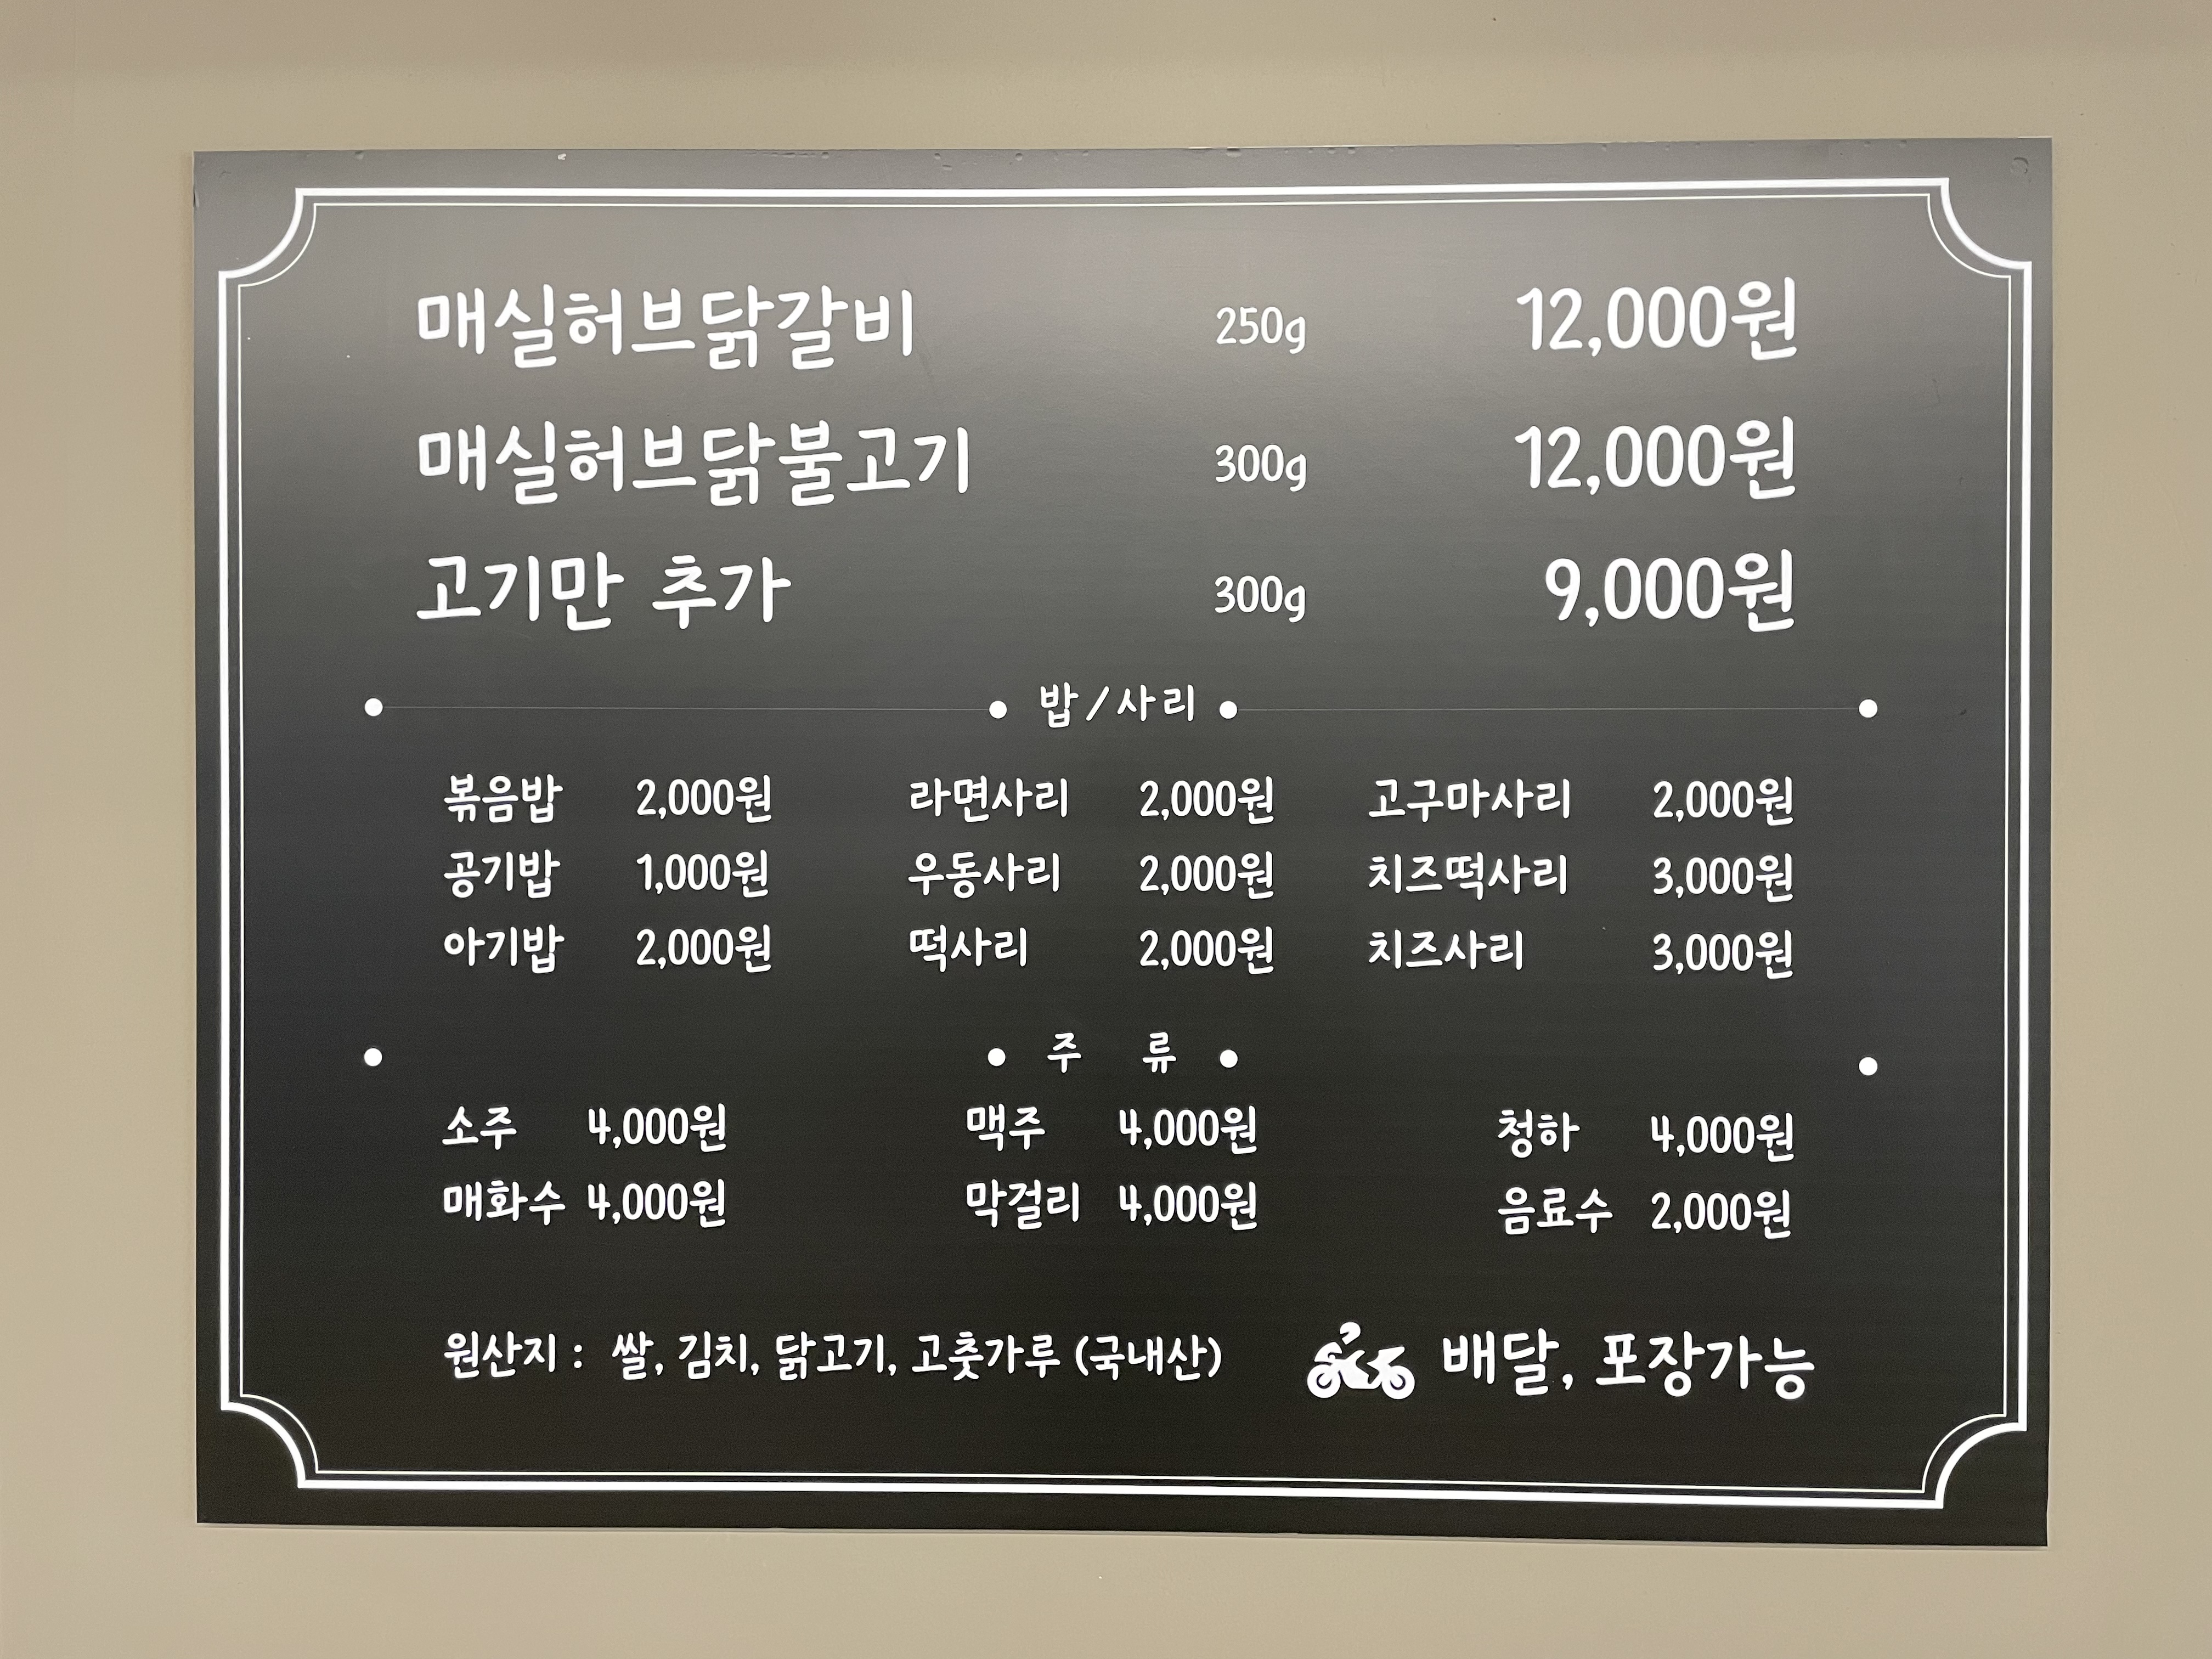 매실허브닭갈비 250g 12,000원
매실허브닭불고기 300g 12,000원
고기만 추가 300g 9,000원
밥/사리
볶음밥 2,000원 라면사리 2,000원 고구마사리 2,000원
공기밥 1,000원 우동사리 2,000원 치즈떡사리 3,000원
아기밥 2,000원 떡사리 2,000원 치즈사리 3,000원
주 류
소주 4,000원 맥주 4,000원 청하 4,000원
매화수 4,000원 막걸리 4,000원 음료수 2,000원
원산지 : 쌀, 김치, 닭고기, 고춧가루 (국내산) 배달, 포장가능